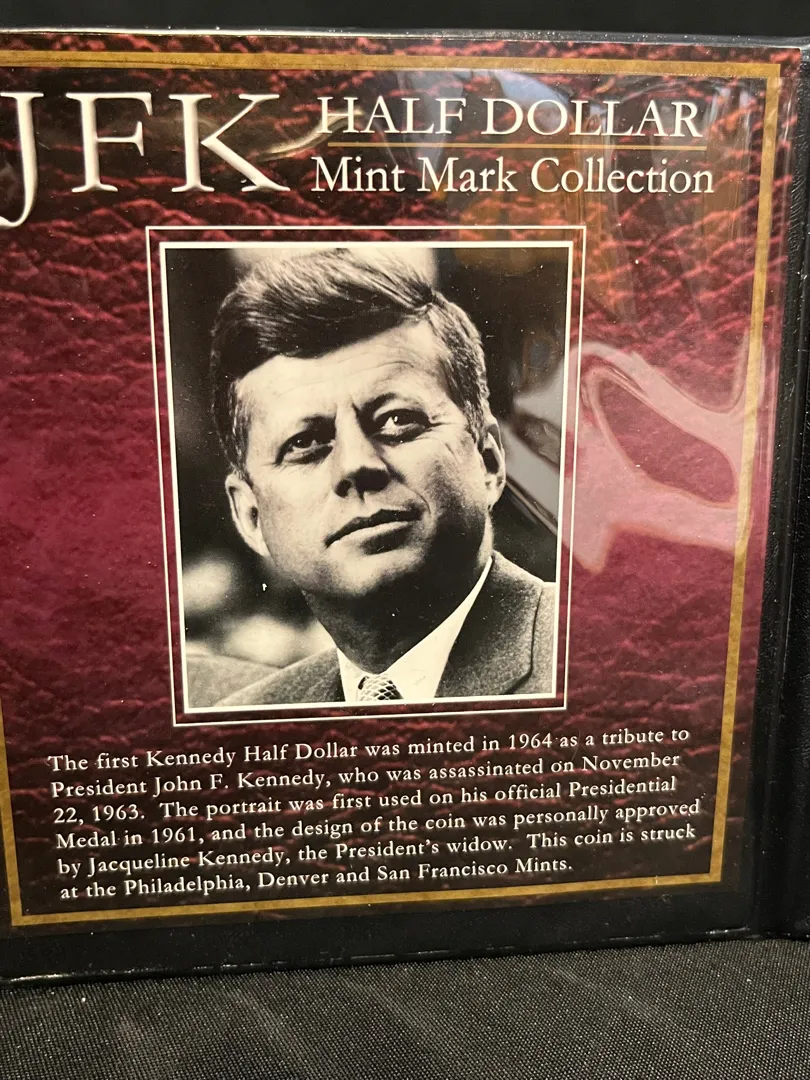 JFK HALF DOLLAR
Mint Mark Collection
The first Kennedy Half Dollar was minted in 1964 as a tribute to
President John F. Kennedy, who was assassinated on November
22, 1963. The portrait was first used on his official Presidential
Medal in 1961, and the design of the coin was personally approved
by Jacqueline Kennedy, the President's widow. This coin is struck
at the Philadelphia, Denver and San Francisco Mints.